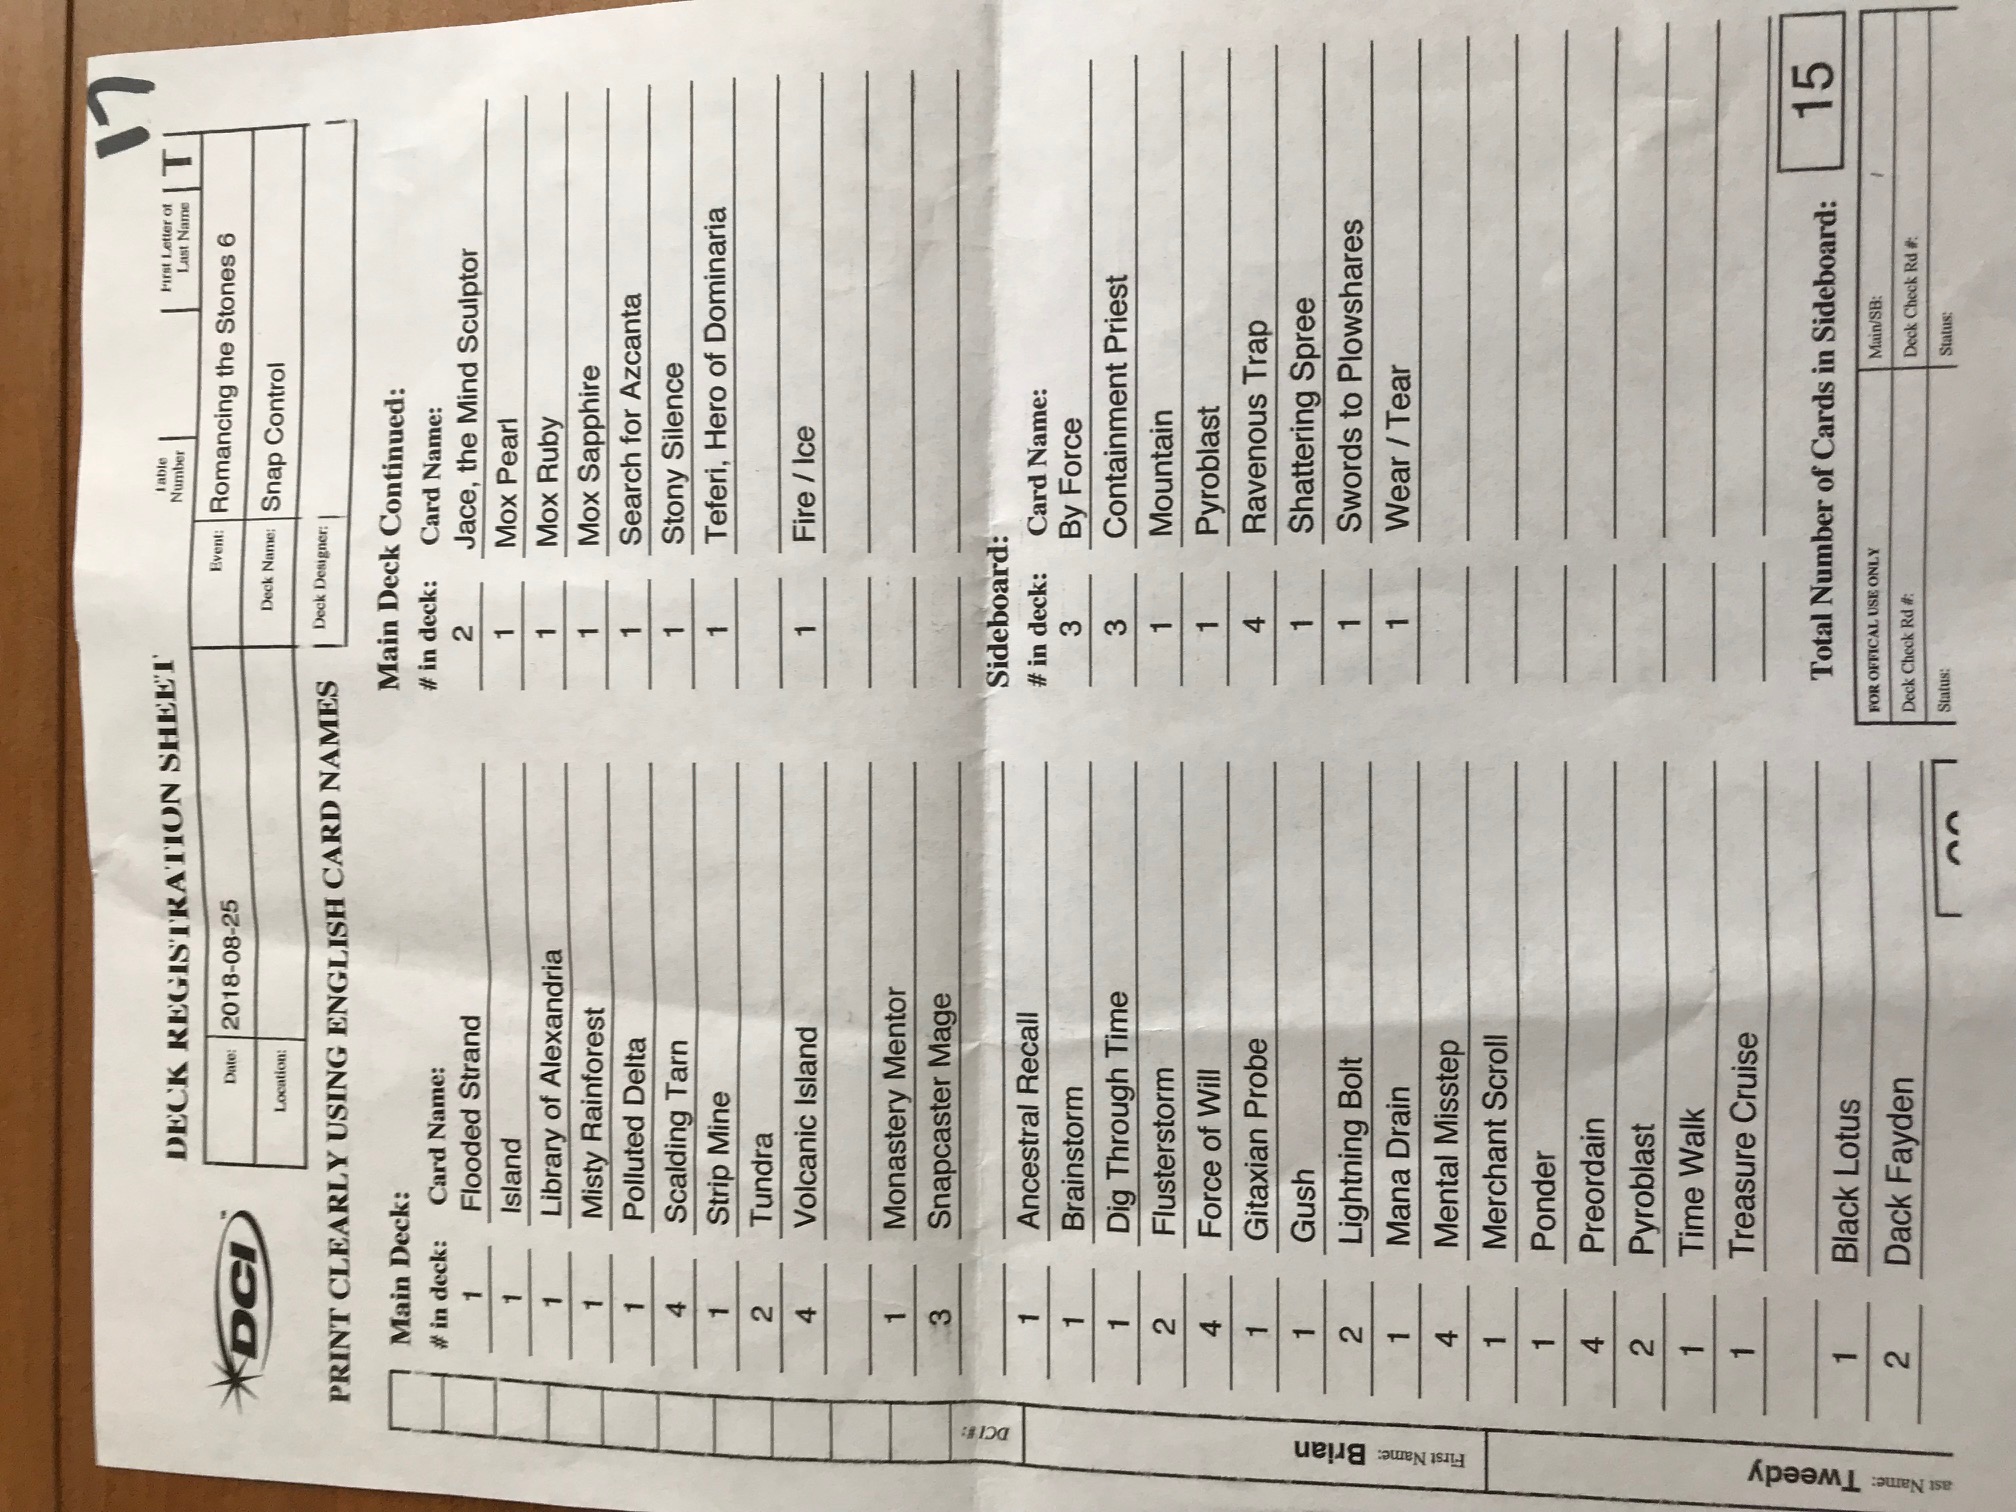 17
DECK REGISTRATION SHEET
Table Number
First Letter of Last Name T
DCI™
Date: 2018-08-25
Event: Romancing the Stones 6
Location:
Deck Name: Snap Control
PRINT CLEARLY USING ENGLISH CARD NAMES
Deck Designer:
Main Deck:
# in deck: Card Name:
1 Flooded Strand
1 Island
1 Library of Alexandria
1 Misty Rainforest
1 Polluted Delta
4 Scalding Tarn
1 Strip Mine
2 Tundra
4 Volcanic Island
1 Monastery Mentor
3 Snapcaster Mage
1 Ancestral Recall
1 Brainstorm
1 Dig Through Time
2 Flusterstorm
4 Force of Will
1 Gitaxian Probe
1 Gush
2 Lightning Bolt
1 Mana Drain
4 Mental Misstep
1 Merchant Scroll
1 Ponder
4 Preordain
2 Pyroblast
1 Time Walk
1 Treasure Cruise
1 Black Lotus
2 Dack Fayden
Main Deck Continued:
# in deck: Card Name:
2 Jace, the Mind Sculptor
1 Mox Pearl
1 Mox Ruby
1 Mox Sapphire
1 Search for Azcanta
1 Stony Silence
1 Teferi, Hero of Dominaria
1 Fire / Ice
Sideboard:
# in deck: Card Name:
3 By Force
3 Containment Priest
1 Mountain
1 Pyroblast
4 Ravenous Trap
1 Shattering Spree
1 Swords to Plowshares
1 Wear / Tear
Total Number of Cards in Sideboard: 15
FOR OFFICAL USE ONLY
Main/SB: /
Deck Check Rd #:
Deck Check Rd #:
Status:
Status:
DCI #:
First Name: Brian
ast Name: Tweedy